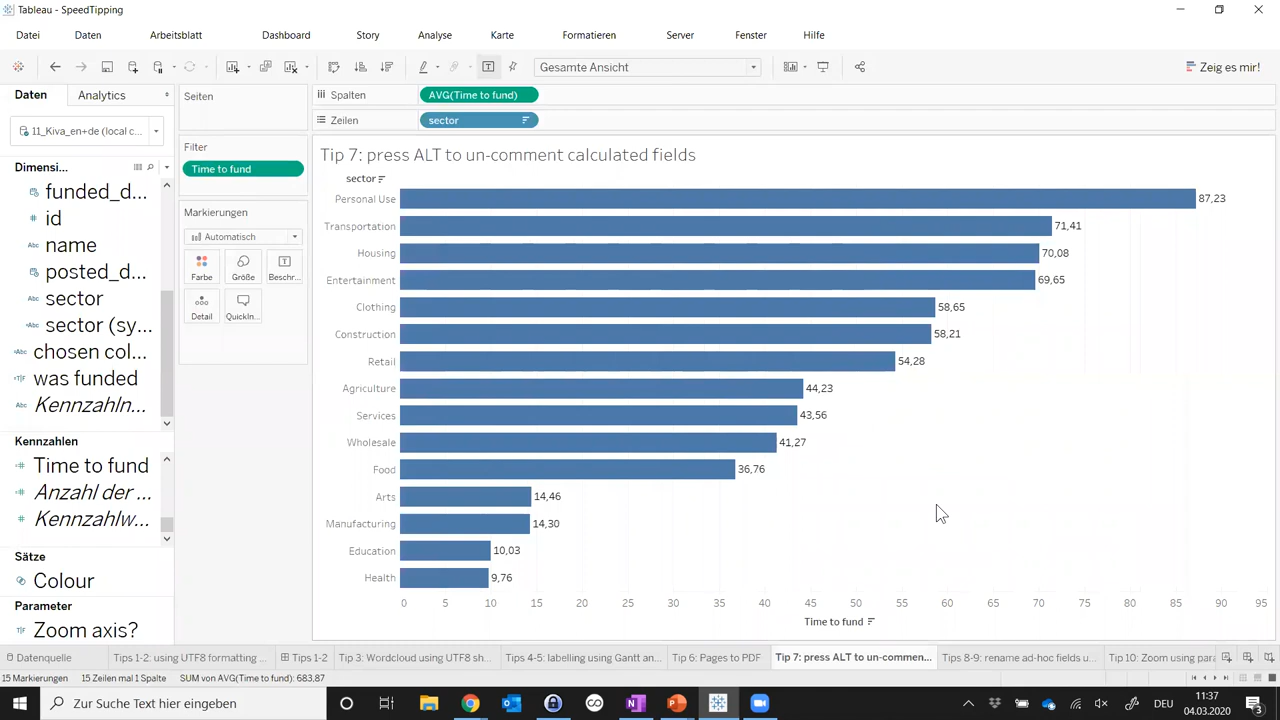 Tableau - SpeedTipping
Datei Daten Arbeitsblatt Dashboard Story Analyse Karte Formatieren Server Fenster Hilfe
Gesamte Ansicht
Zeig es mir!
Daten Analytics
11_Kiva_en+de (local c...
Dimensi...
funded_d...
id
name
posted_d...
sector
sector (sy...
chosen col...
was funded
Kennzahln...
Kennzahlen
Time to fund
Anzahl der ...
Kennzahlw...
Sätze
Colour
Parameter
Zoom axis?
Seiten
Filter
Time to fund
Markierungen
Automatisch
Farbe Größe Beschr...
Detail QuickIn...
Spalten AVG(Time to fund)
Zeilen sector
Tip 7: press ALT to un-comment calculated fields
sector
Personal Use 87,23
Transportation 71,41
Housing 70,08
Entertainment 69,65
Clothing 58,65
Construction 58,21
Retail 54,28
Agriculture 44,23
Services 43,56
Wholesale 41,27
Food 36,76
Arts 14,46
Manufacturing 14,30
Education 10,03
Health 9,76
0 5 10 15 20 25 30 35 40 45 50 55 60 65 70 75 80 85 90 95
Time to fund
Datenquelle Tips 1-2: using UTF8 formatting ... Tips 1-2 Tip 3: Wordcloud using UTF8 sh... Tips 4-5: labelling using Gantt an... Tip 6: Pages to PDF Tip 7: press ALT to un-commen... Tips 8-9: rename ad-hoc fields u... Tip 10: Zoom using para
15 Markierungen 15 Zeilen mal 1 Spalte SUM von AVG(Time to fund): 683,87
Zur Suche Text hier eingeben
DEU
11:37
04.03.2020